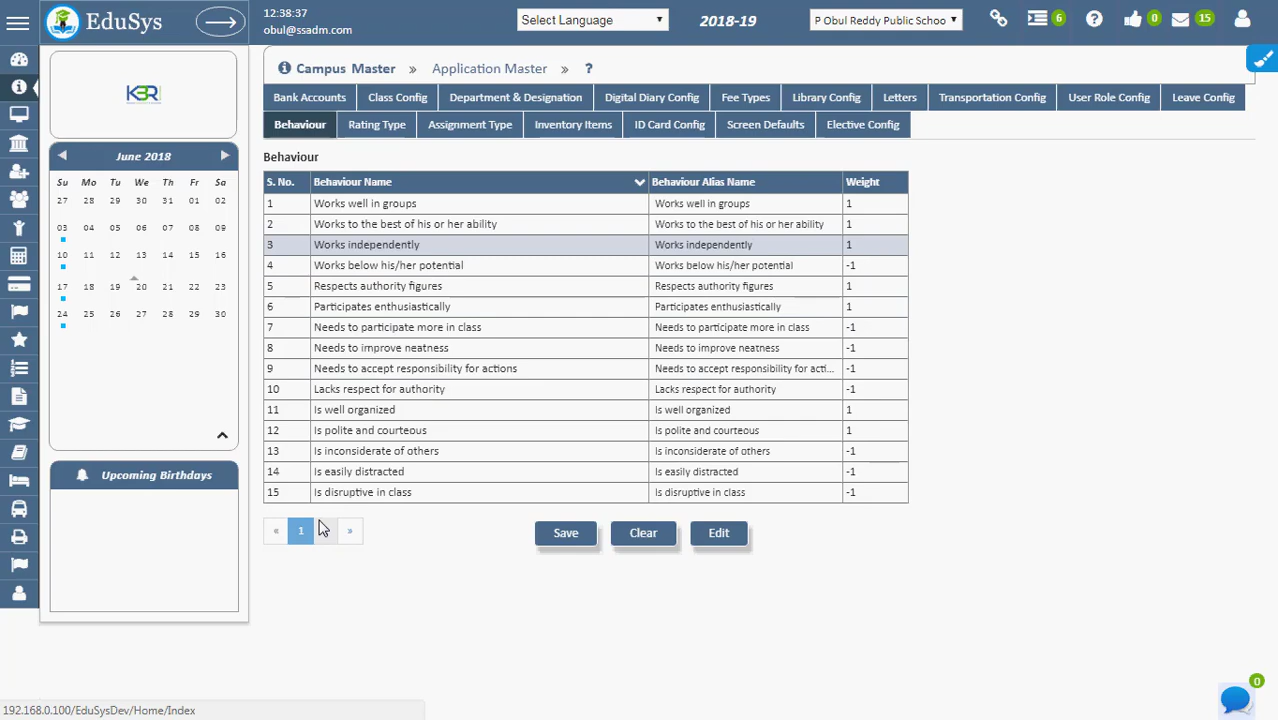 EduSys
12:38:37
obul@ssadm.com
Select Language
2018-19
P Obul Reddy Public Schoo
6
0
15
Campus Master » Application Master » ?
Bank Accounts Class Config Department & Designation Digital Diary Config Fee Types Library Config Letters Transportation Config User Role Config Leave Config
Behaviour Rating Type Assignment Type Inventory Items ID Card Config Screen Defaults Elective Config
KBR
June 2018
Su Mo Tu We Th Fr Sa
27 28 29 30 31 01 02
03 04 05 06 07 08 09
10 11 12 13 14 15 16
17 18 19 20 21 22 23
24 25 26 27 28 29 30
Upcoming Birthdays
Behaviour
S. No. Behaviour Name Behaviour Alias Name Weight
1 Works well in groups Works well in groups 1
2 Works to the best of his or her ability Works to the best of his or her ability 1
3 Works independently Works independently 1
4 Works below his/her potential Works below his/her potential -1
5 Respects authority figures Respects authority figures 1
6 Participates enthusiastically Participates enthusiastically 1
7 Needs to participate more in class Needs to participate more in class -1
8 Needs to improve neatness Needs to improve neatness -1
9 Needs to accept responsibility for actions Needs to accept responsibility for acti... -1
10 Lacks respect for authority Lacks respect for authority -1
11 Is well organized Is well organized 1
12 Is polite and courteous Is polite and courteous 1
13 Is inconsiderate of others Is inconsiderate of others -1
14 Is easily distracted Is easily distracted -1
15 Is disruptive in class Is disruptive in class -1
« 1 »
Save Clear Edit
192.168.0.100/EduSysDev/Home/Index
0